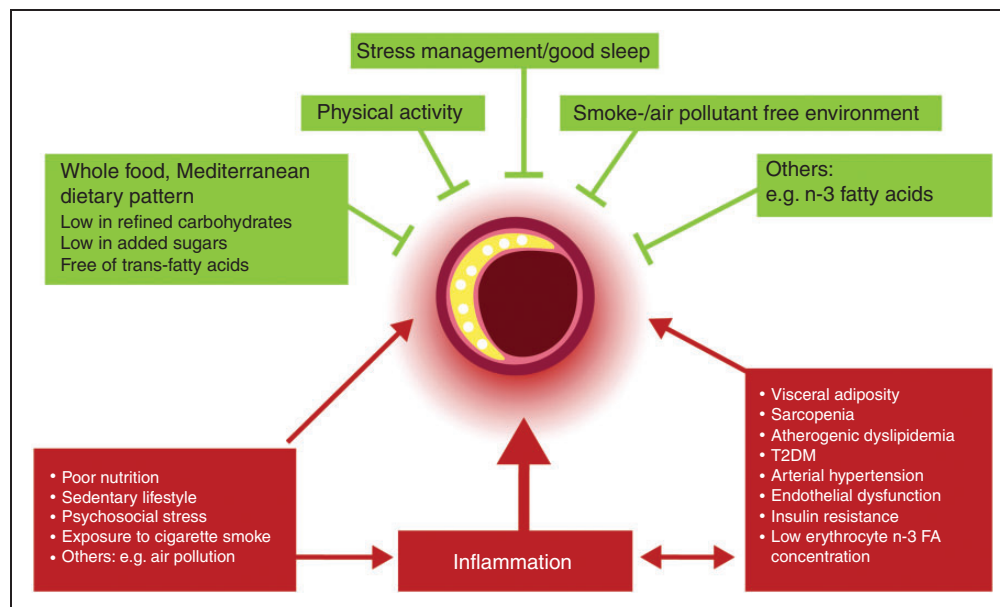 Stress management/good sleep
Physical activity
Smoke-/air pollutant free environment
Whole food, Mediterranean
dietary pattern
Low in refined carbohydrates
Low in added sugars
Free of trans-fatty acids
Others:
e.g. n-3 fatty acids
• Poor nutrition
• Sedentary lifestyle
• Psychosocial stress
• Exposure to cigarette smoke
• Others: e.g. air pollution
Inflammation
• Visceral adiposity
• Sarcopenia
• Atherogenic dyslipidemia
• T2DM
• Arterial hypertension
• Endothelial dysfunction
• Insulin resistance
• Low erythrocyte n-3 FA
concentration